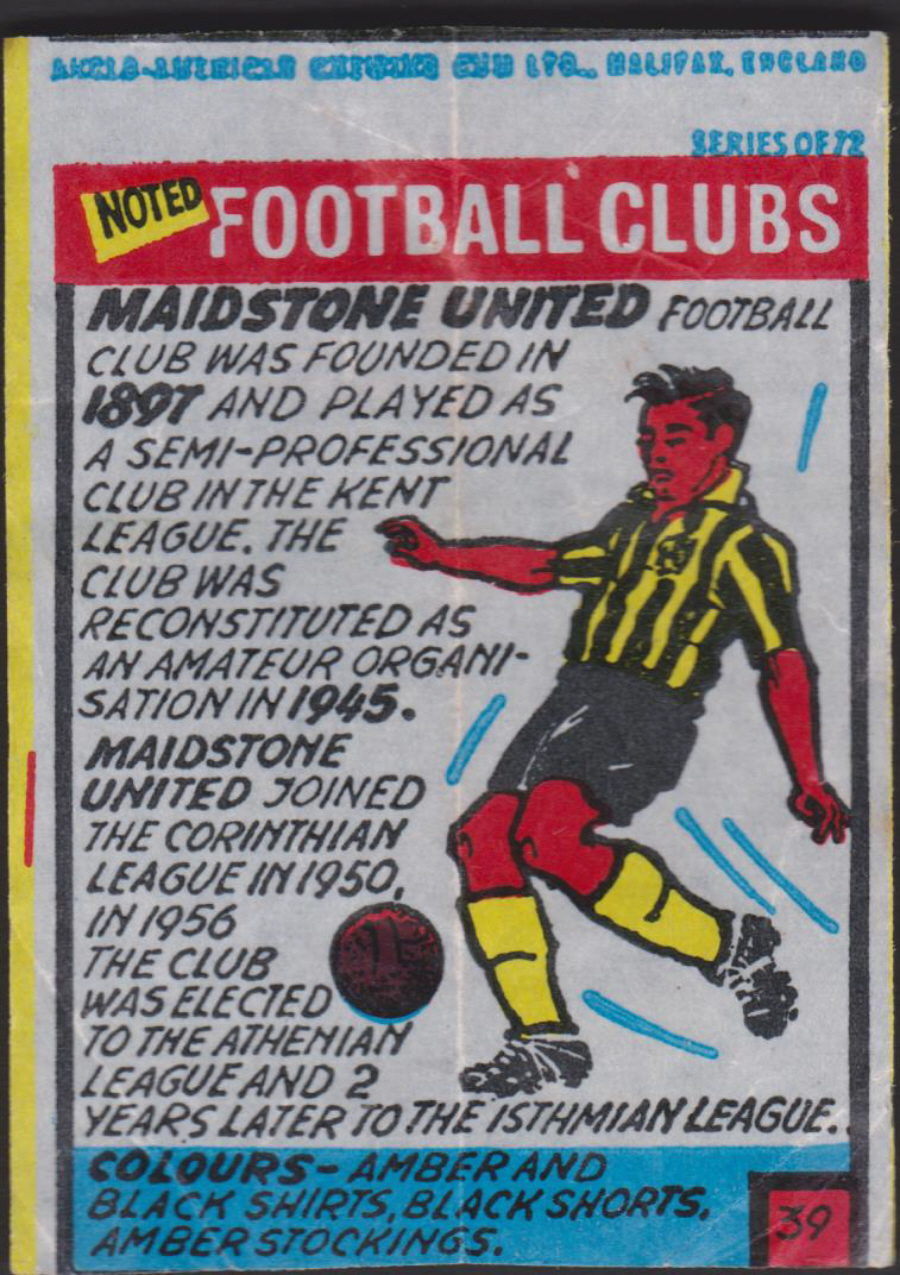 ANGLO-AMERICAN CHEWING GUM LTD., HALIFAX, ENGLAND
SERIES OF 72
NOTED FOOTBALL CLUBS
MAIDSTONE UNITED FOOTBALL
CLUB WAS FOUNDED IN
1897 AND PLAYED AS
A SEMI-PROFESSIONAL
CLUB IN THE KENT
LEAGUE. THE
CLUB WAS
RECONSTITUTED AS
AN AMATEUR ORGANI-
SATION IN 1945.
MAIDSTONE
UNITED JOINED
THE CORINTHIAN
LEAGUE IN 1950,
IN 1956
THE CLUB
WAS ELECTED
TO THE ATHENIAN
LEAGUE AND 2
YEARS LATER TO THE ISTHMIAN LEAGUE.
COLOURS- AMBER AND
BLACK SHIRTS, BLACK SHORTS,
AMBER STOCKINGS.
39